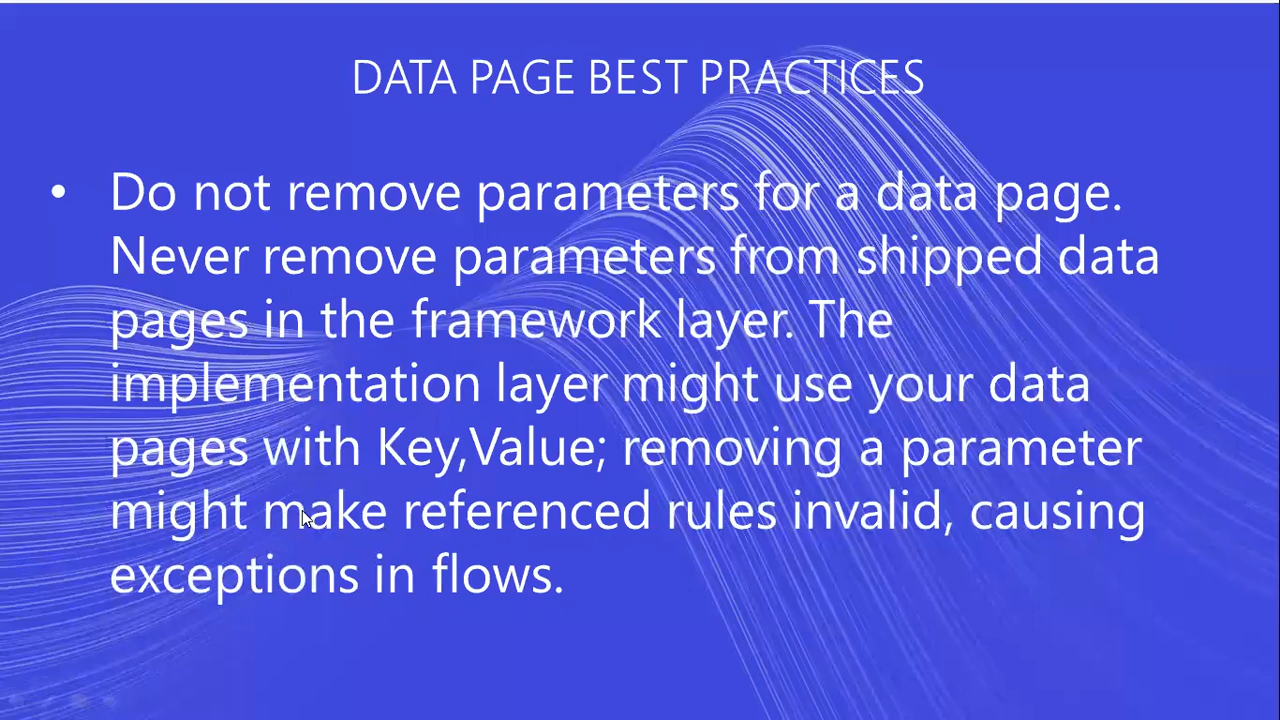 DATA PAGE BEST PRACTICES
• Do not remove parameters for a data page.
Never remove parameters from shipped data
pages in the framework layer. The
implementation layer might use your data
pages with Key,Value; removing a parameter
might make referenced rules invalid, causing
exceptions in flows.